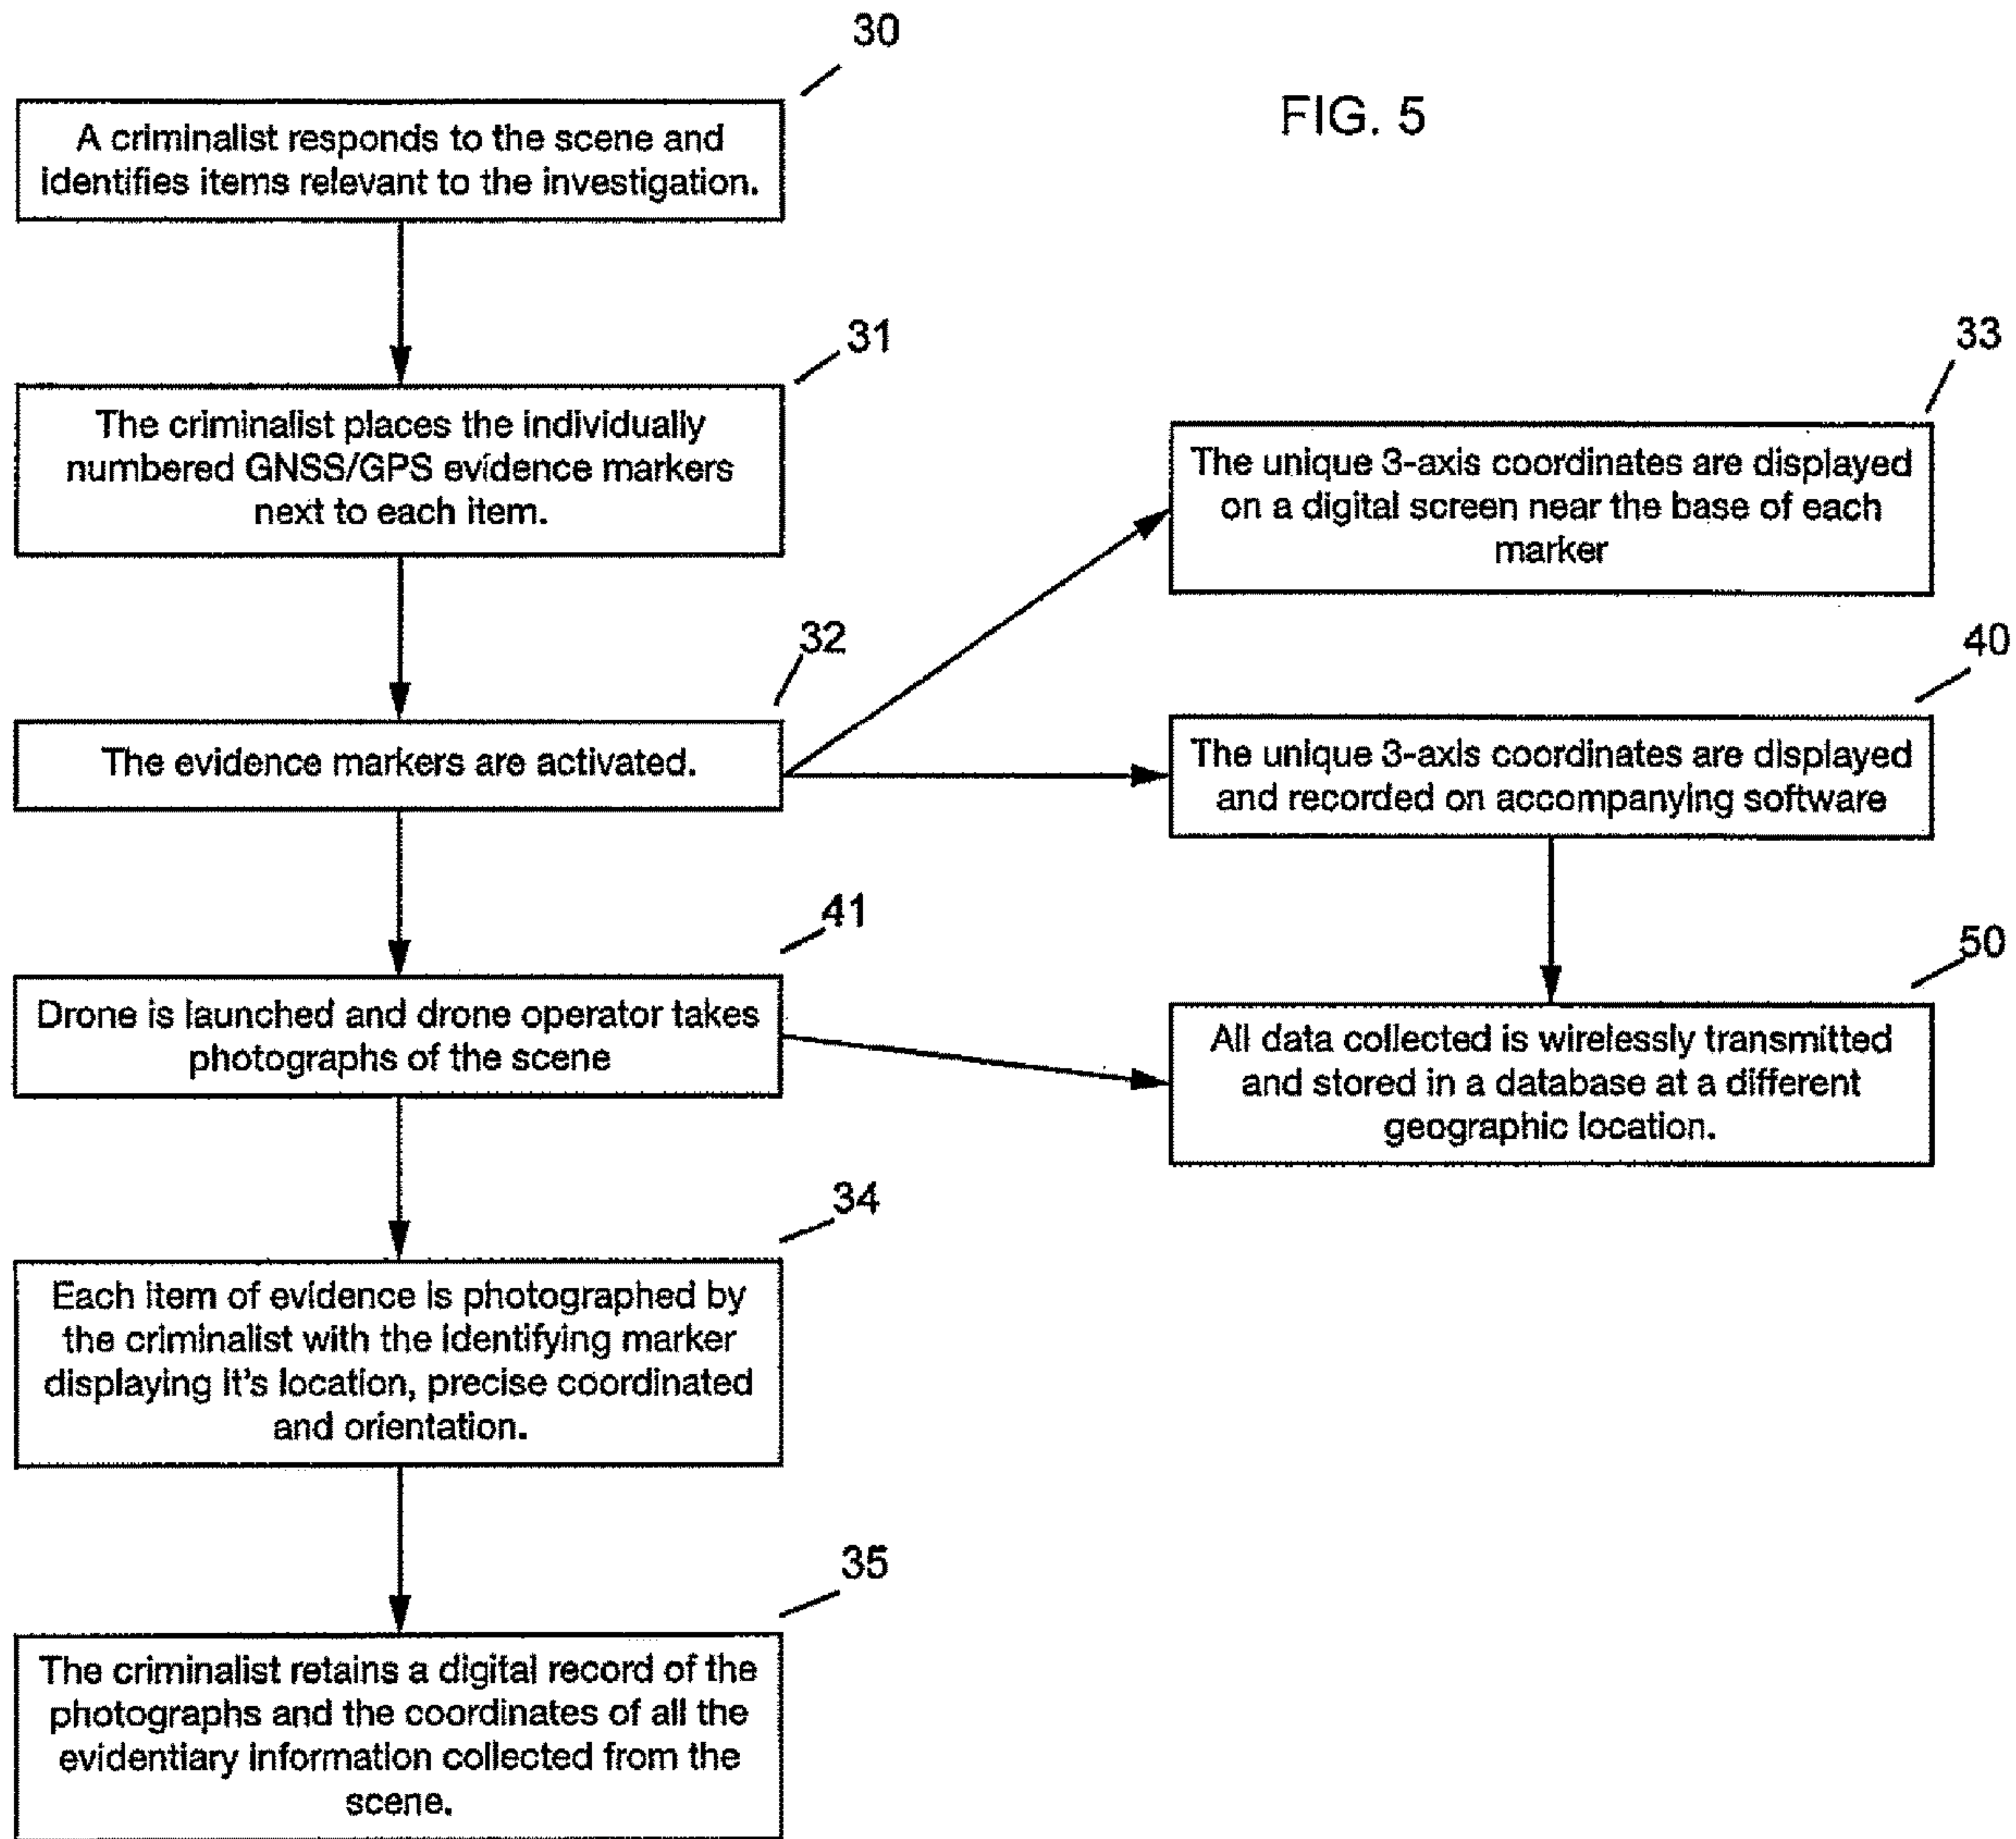 FIG. 5
30
A criminalist responds to the scene and
identifies items relevant to the investigation.
31
The criminalist places the individually
numbered GNSS/GPS evidence markers
next to each item.
32
The evidence markers are activated.
33
The unique 3-axis coordinates are displayed
on a digital screen near the base of each
marker
40
The unique 3-axis coordinates are displayed
and recorded on accompanying software
41
Drone is launched and drone operator takes
photographs of the scene
50
All data collected is wirelessly transmitted
and stored in a database at a different
geographic location.
34
Each item of evidence is photographed by
the criminalist with the identifying marker
displaying it's location, precise coordinated
and orientation.
35
The criminalist retains a digital record of the
photographs and the coordinates of all the
evidentiary information collected from the
scene.